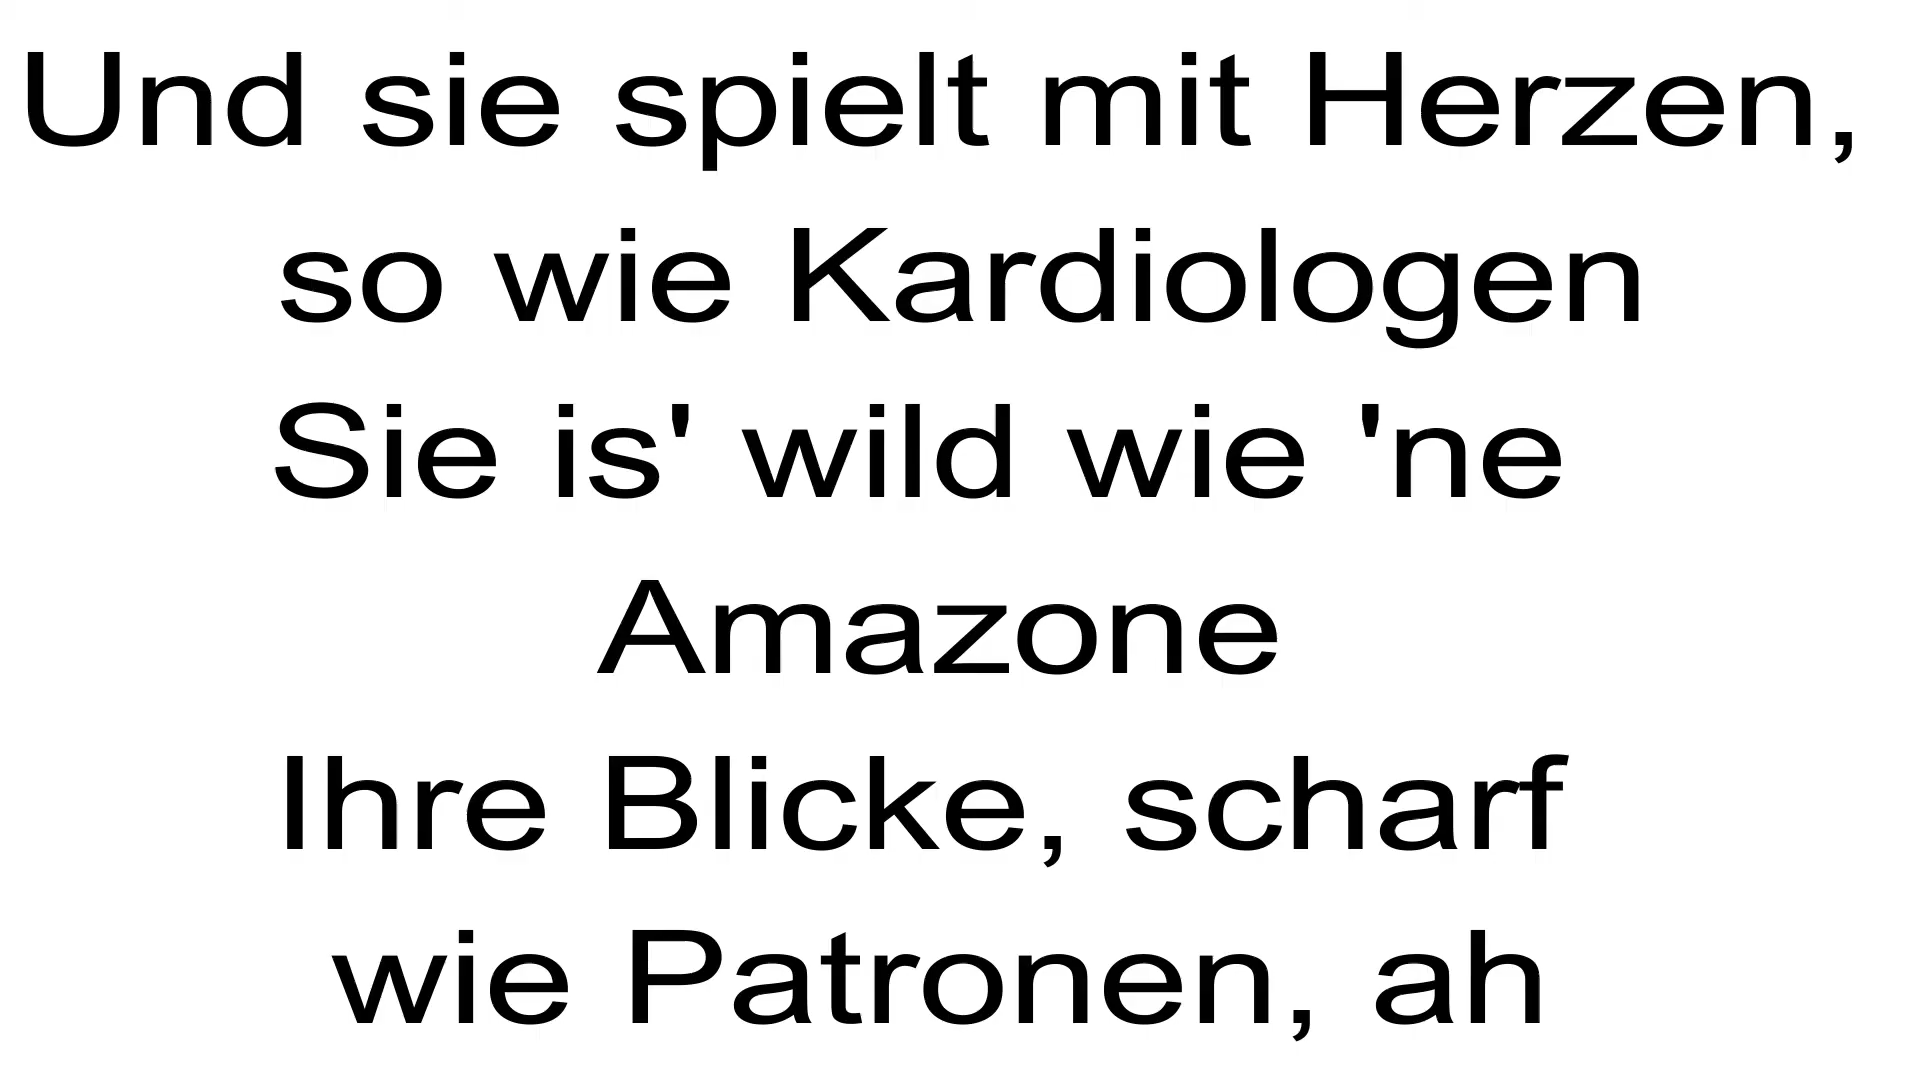 Und sie spielt mit Herzen,
so wie Kardiologen
Sie is' wild wie 'ne
Amazone
Ihre Blicke, scharf
wie Patronen, ah